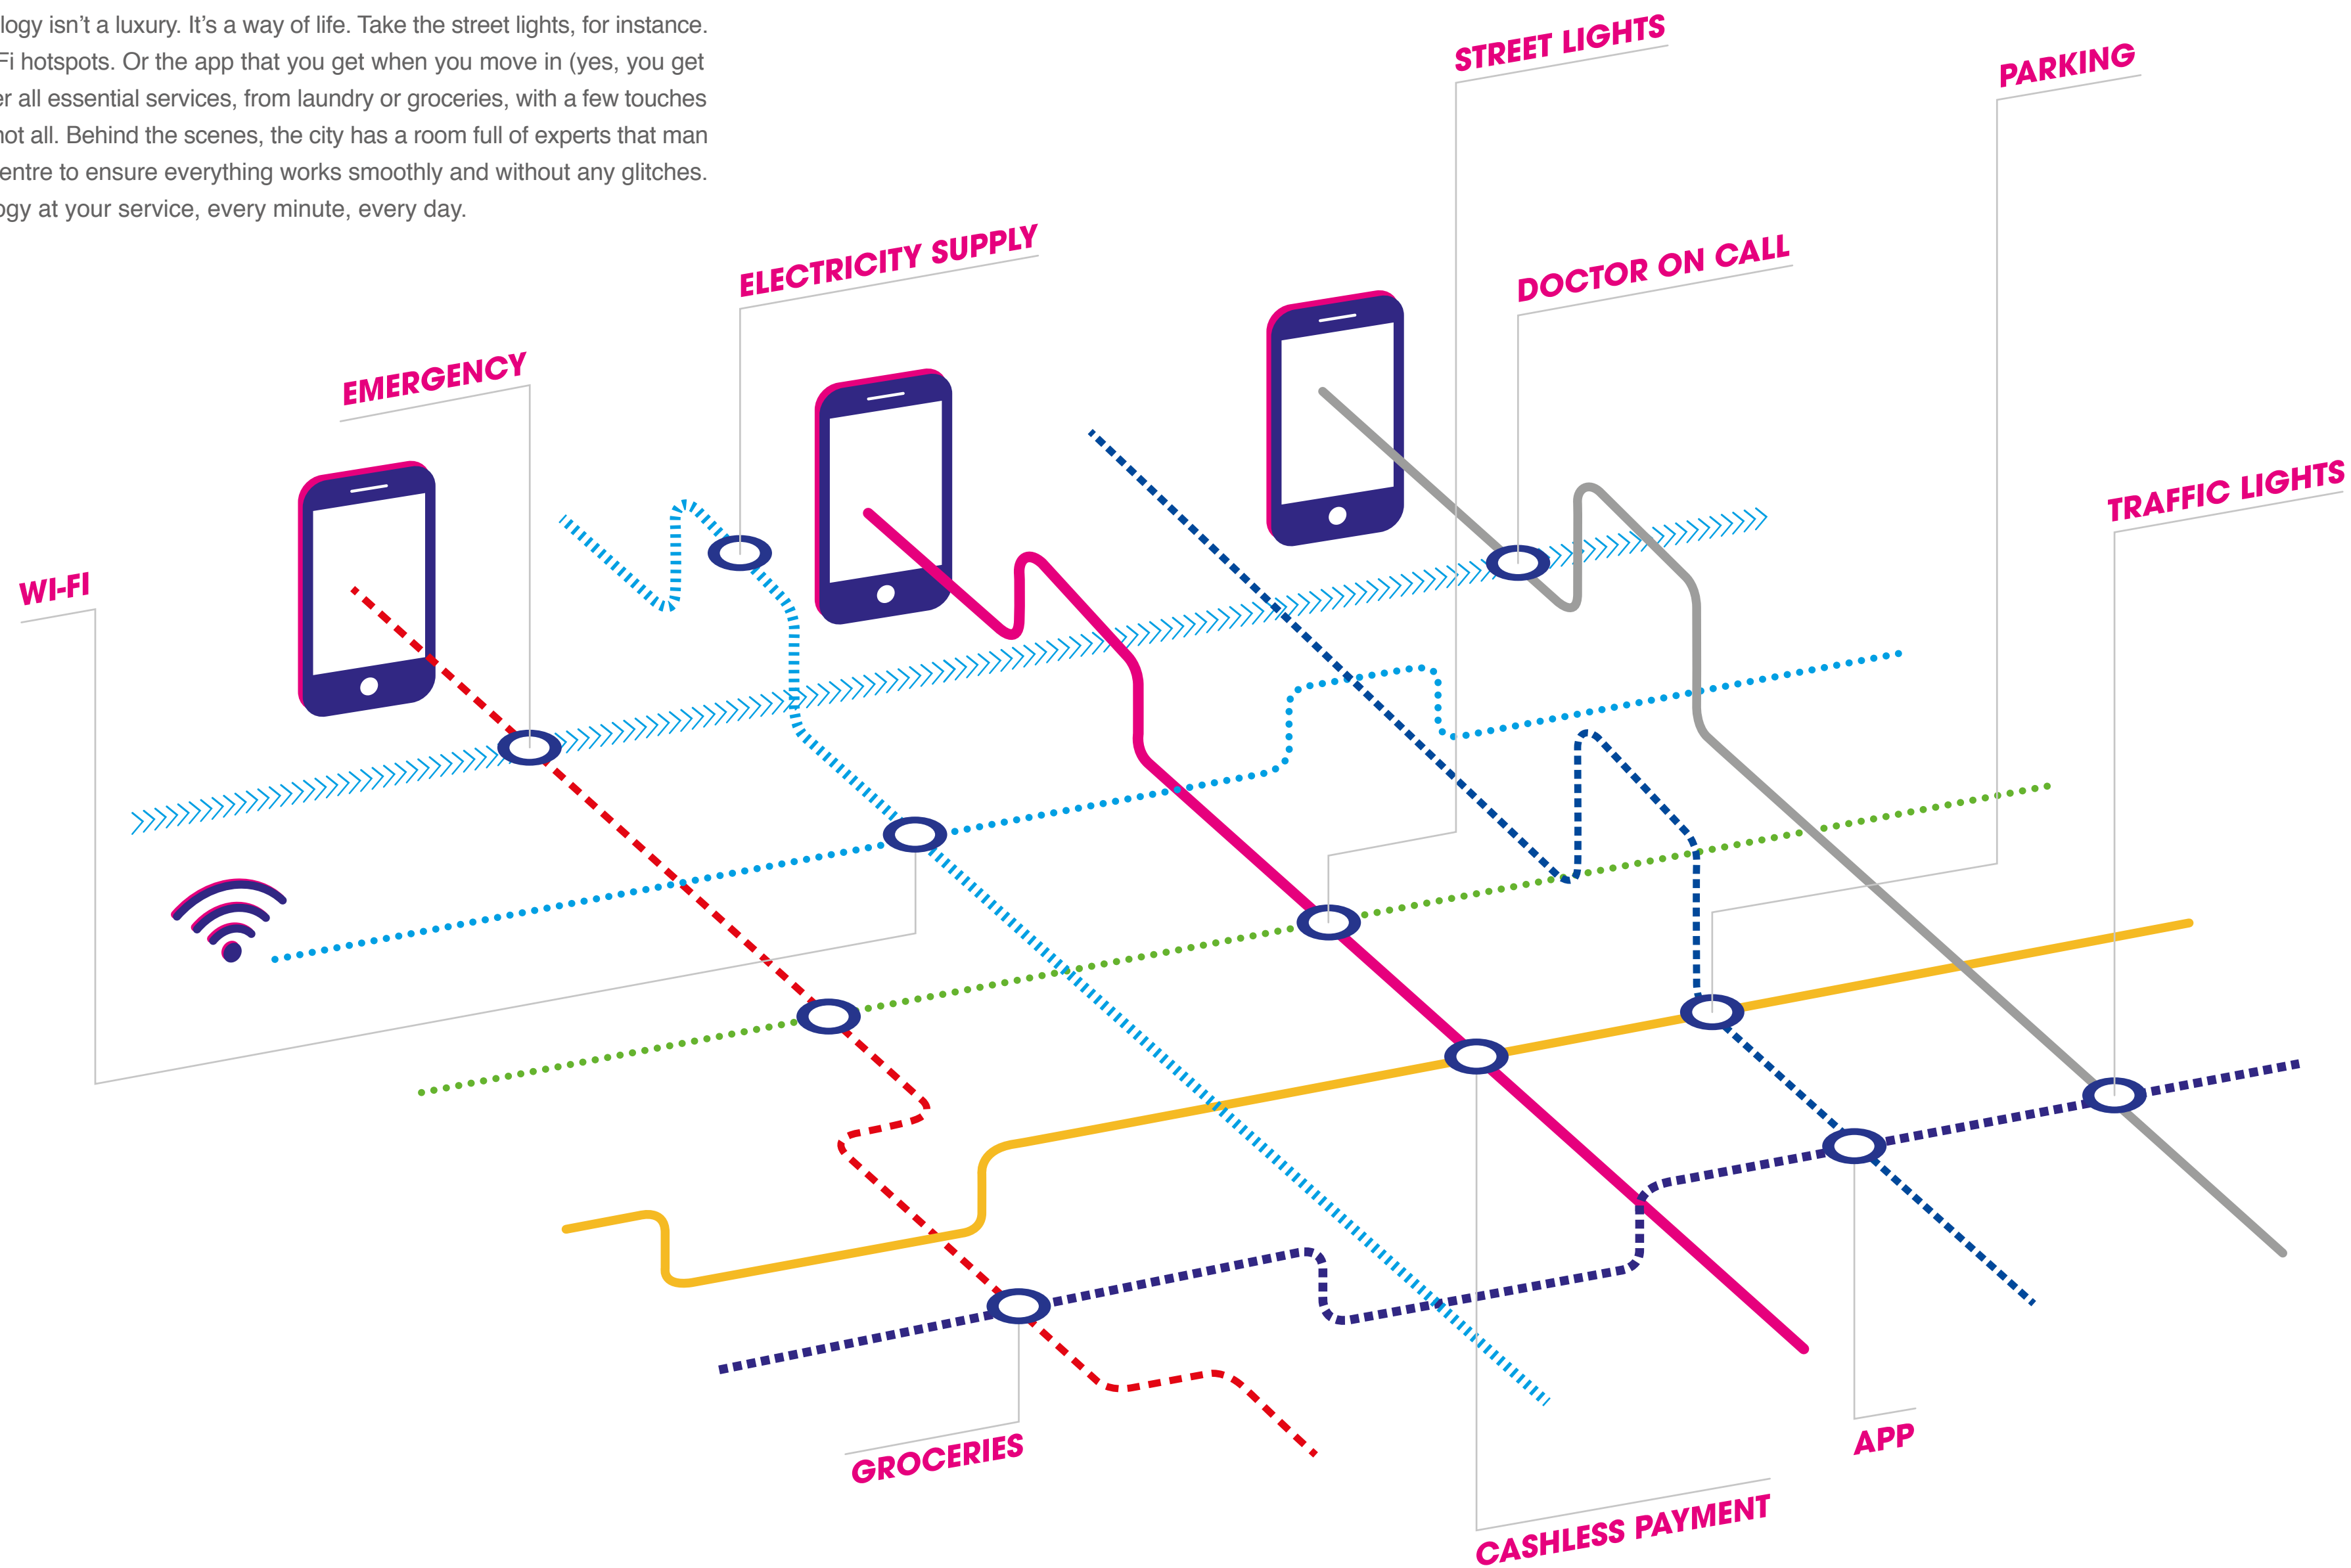 logy isn’t a luxury. It’s a way of life. Take the street lights, for instance.
Fi hotspots. Or the app that you get when you move in (yes, you get
er all essential services, from laundry or groceries, with a few touches
not all. Behind the scenes, the city has a room full of experts that man
entre to ensure everything works smoothly and without any glitches.
ogy at your service, every minute, every day.
STREET LIGHTS
PARKING
ELECTRICITY SUPPLY
DOCTOR ON CALL
EMERGENCY
TRAFFIC LIGHTS
WI-FI
GROCERIES
APP
CASHLESS PAYMENT